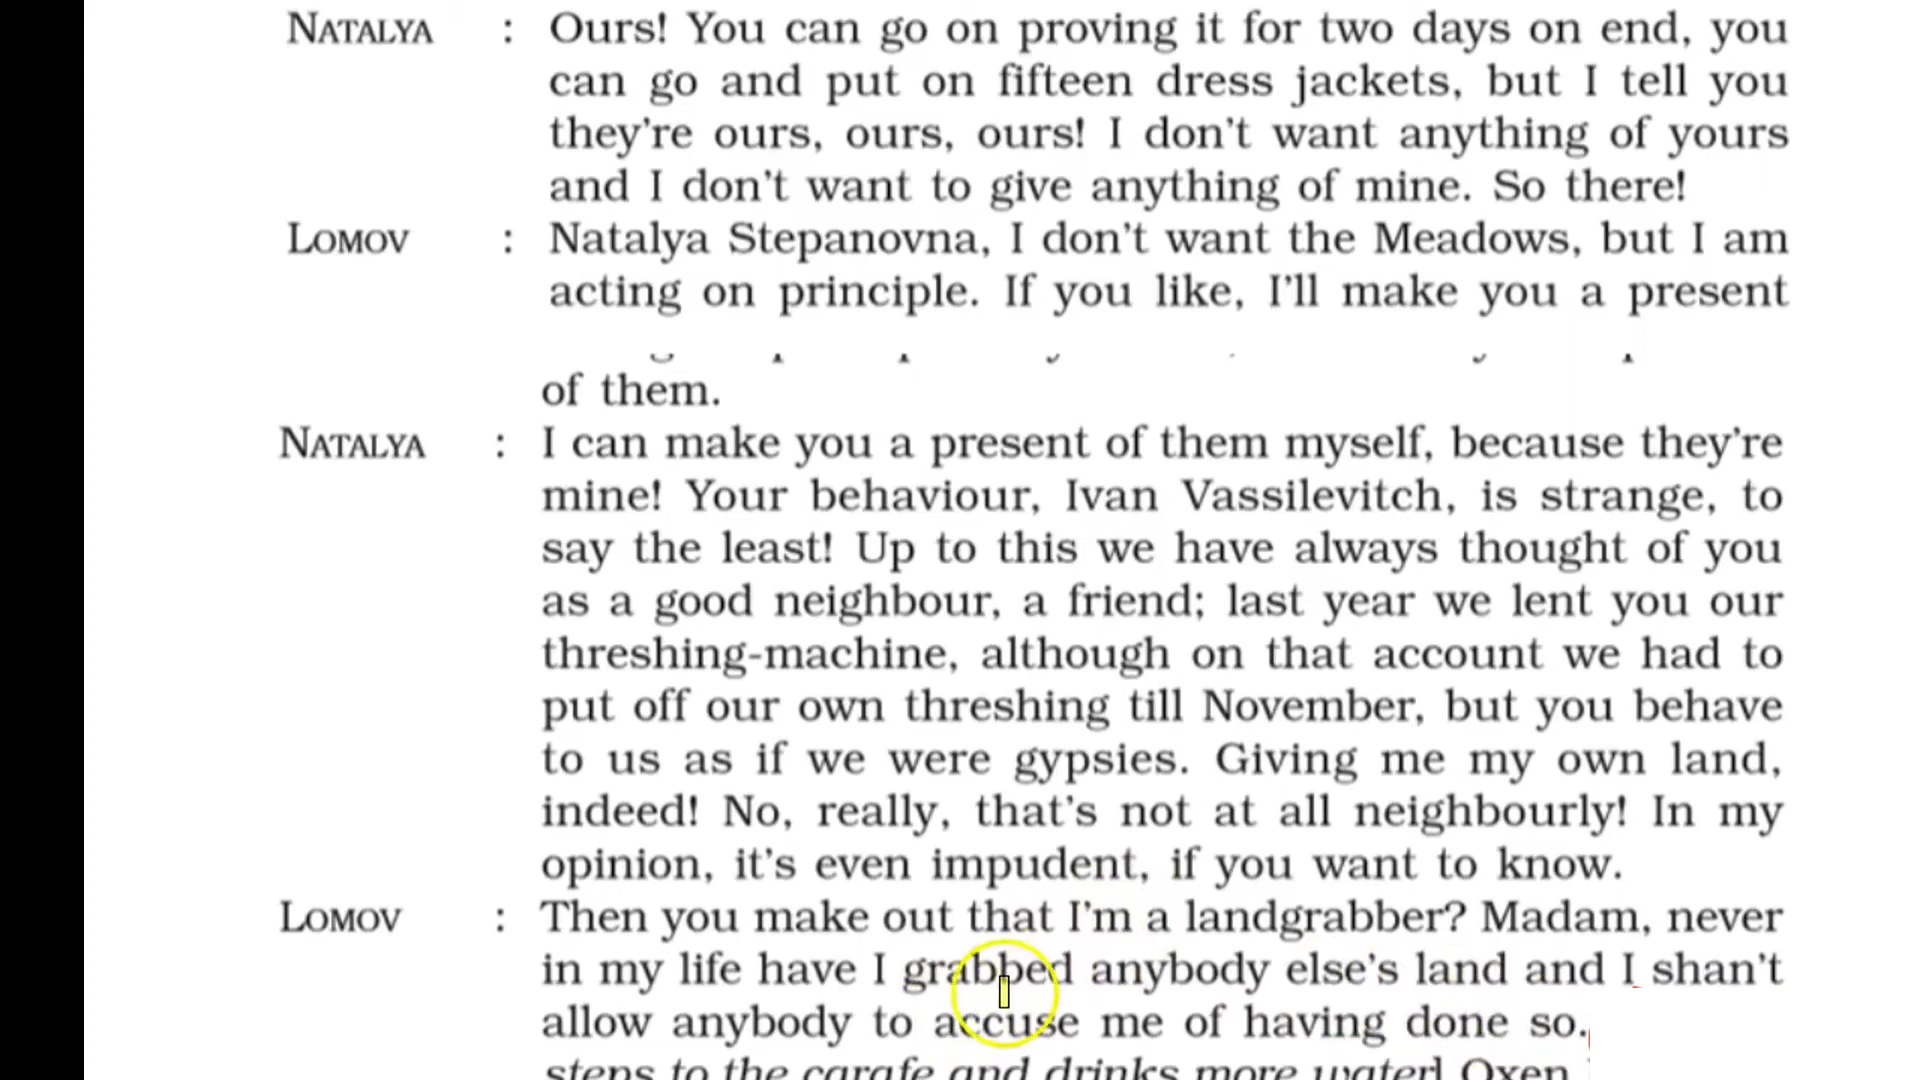 NATALYA : Ours! You can go on proving it for two days on end, you
can go and put on fifteen dress jackets, but I tell you
they're ours, ours, ours! I don't want anything of yours
and I don't want to give anything of mine. So there!
LOMOV : Natalya Stepanovna, I don't want the Meadows, but I am
acting on principle. If you like, I'll make you a present
of them.
NATALYA : I can make you a present of them myself, because they're
mine! Your behaviour, Ivan Vassilevitch, is strange, to
say the least! Up to this we have always thought of you
as a good neighbour, a friend; last year we lent you our
threshing-machine, although on that account we had to
put off our own threshing till November, but you behave
to us as if we were gypsies. Giving me my own land,
indeed! No, really, that's not at all neighbourly! In my
opinion, it's even impudent, if you want to know.
LOMOV : Then you make out that I'm a landgrabber? Madam, never
in my life have I grabbed anybody else's land and I shan't
allow anybody to accuse me of having done so.
steps to the carafe and drinks more water] Oxen